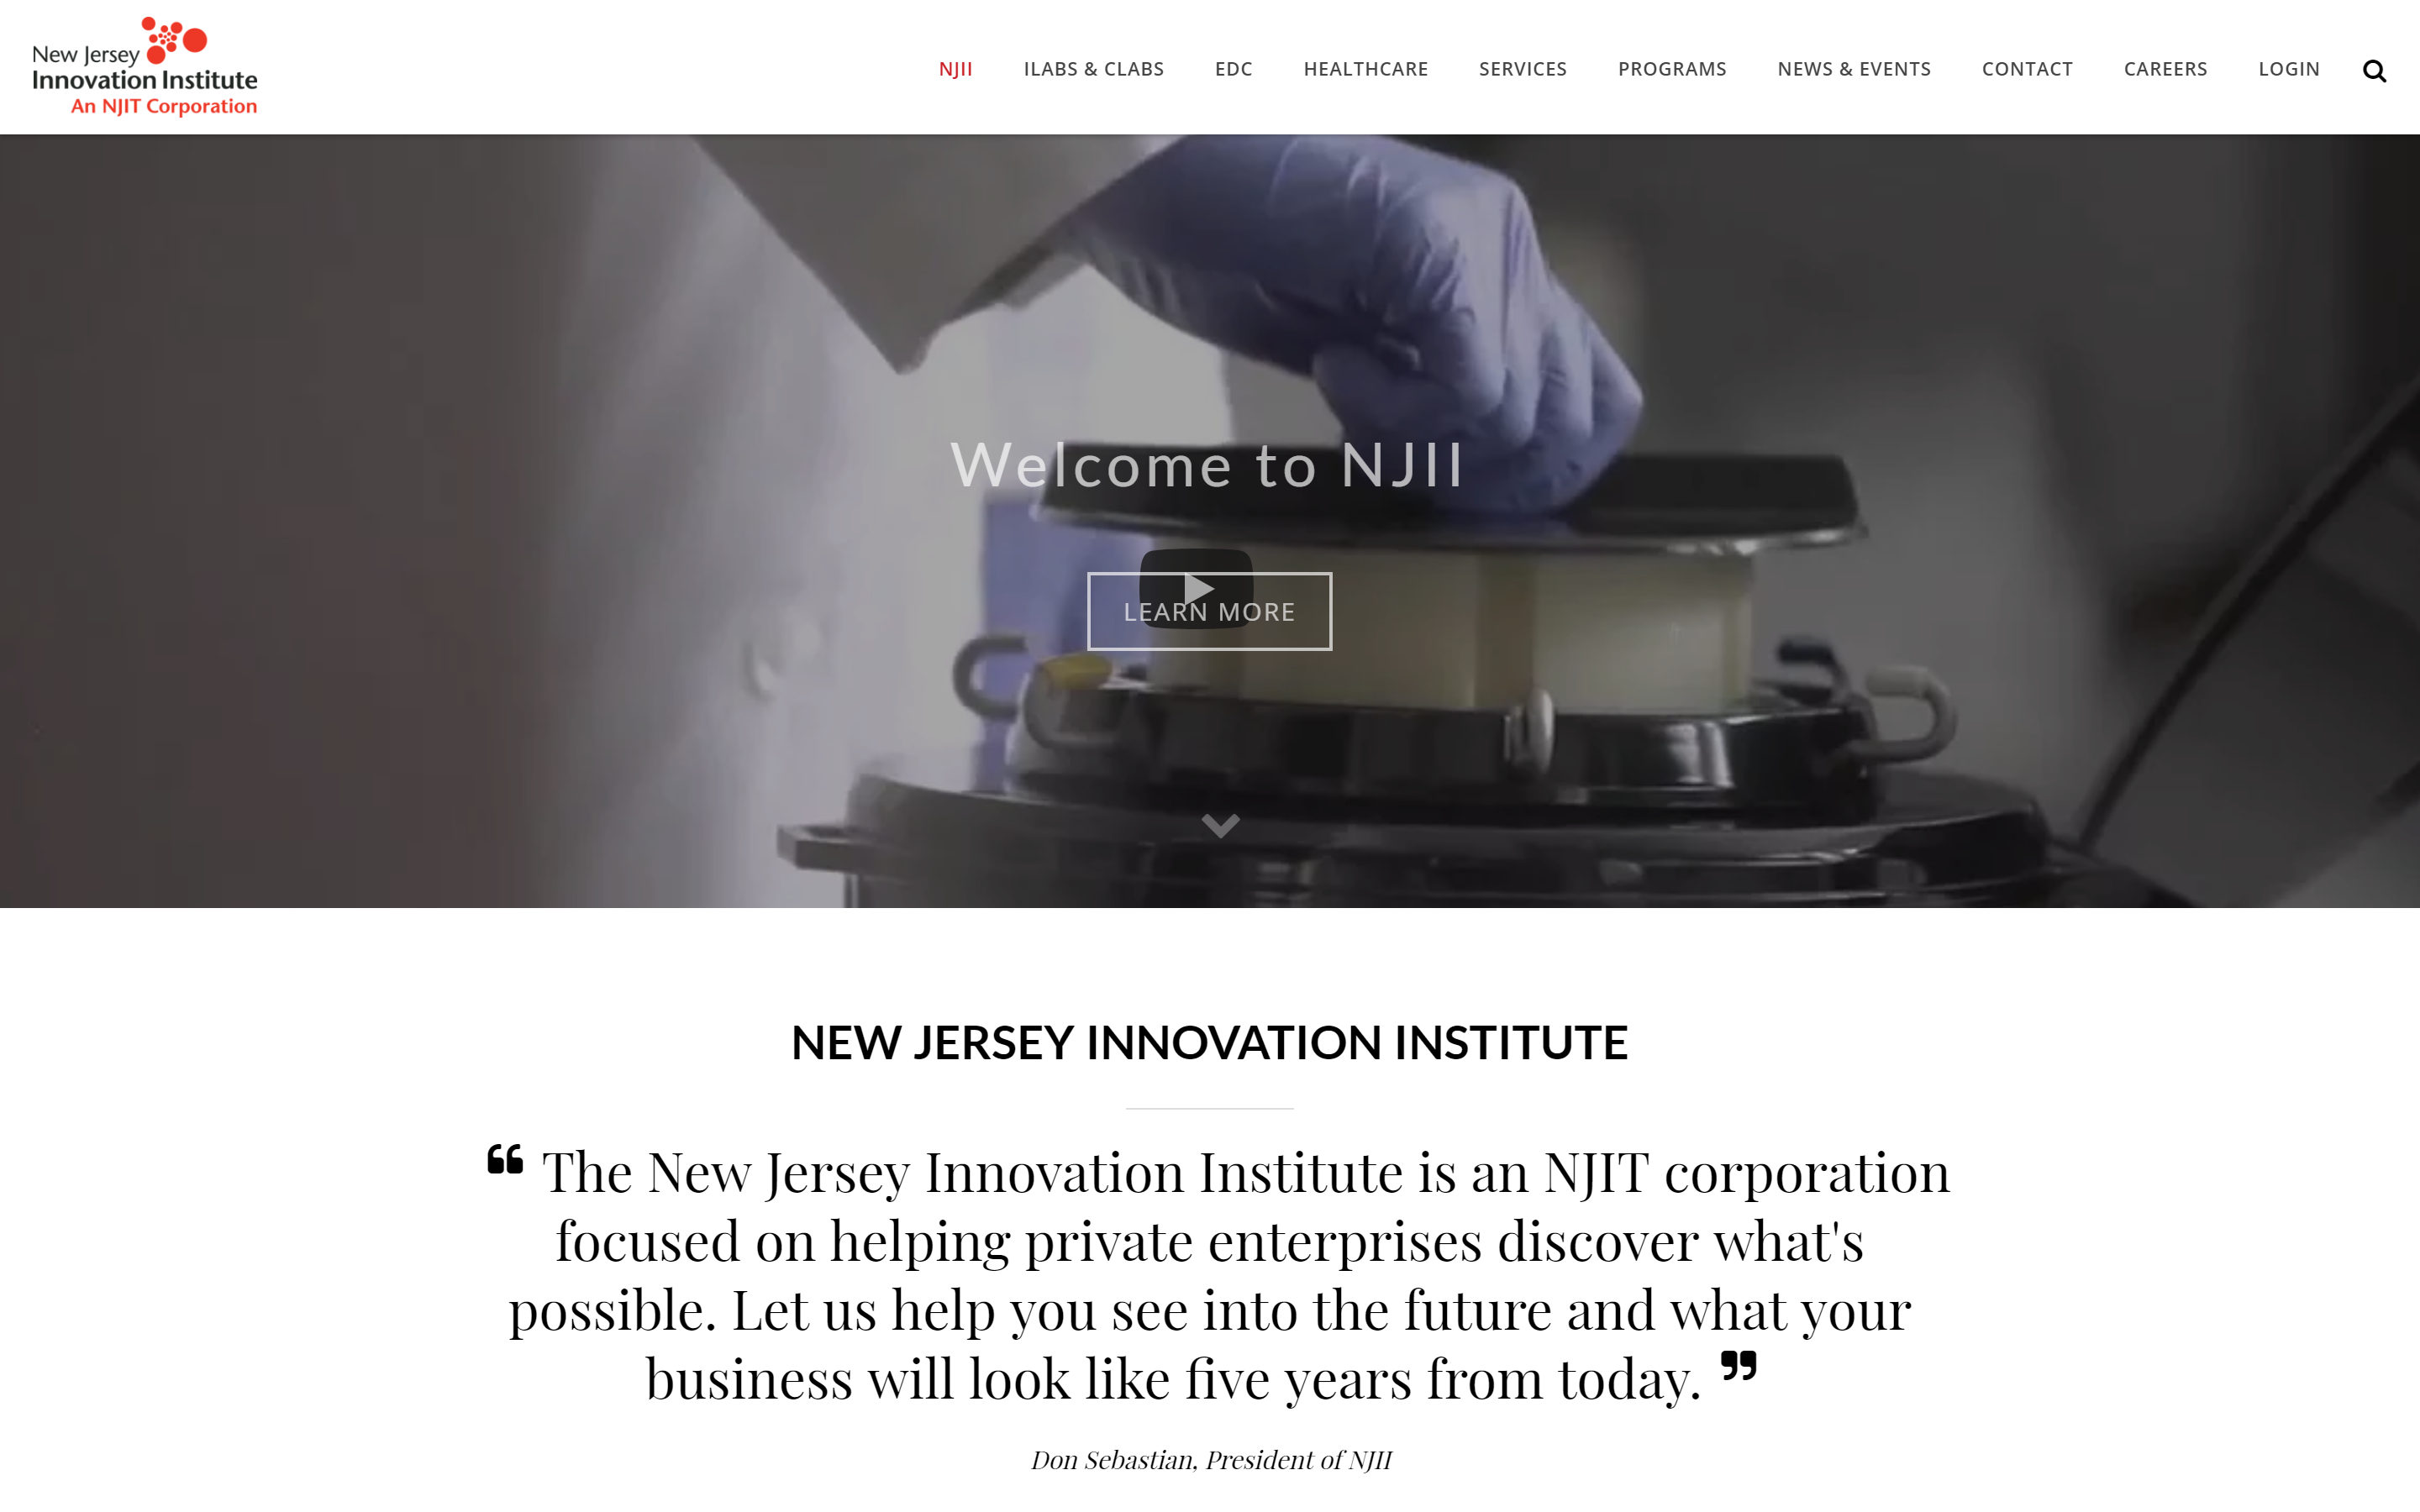 New Jersey
Innovation Institute
An NJIT Corporation
NJII ILABS & CLABS EDC HEALTHCARE SERVICES PROGRAMS NEWS & EVENTS CONTACT CAREERS LOGIN
Welcome to NJII
LEARN MORE
NEW JERSEY INNOVATION INSTITUTE
“ The New Jersey Innovation Institute is an NJIT corporation
focused on helping private enterprises discover what's
possible. Let us help you see into the future and what your
business will look like five years from today. ”
Don Sebastian, President of NJII